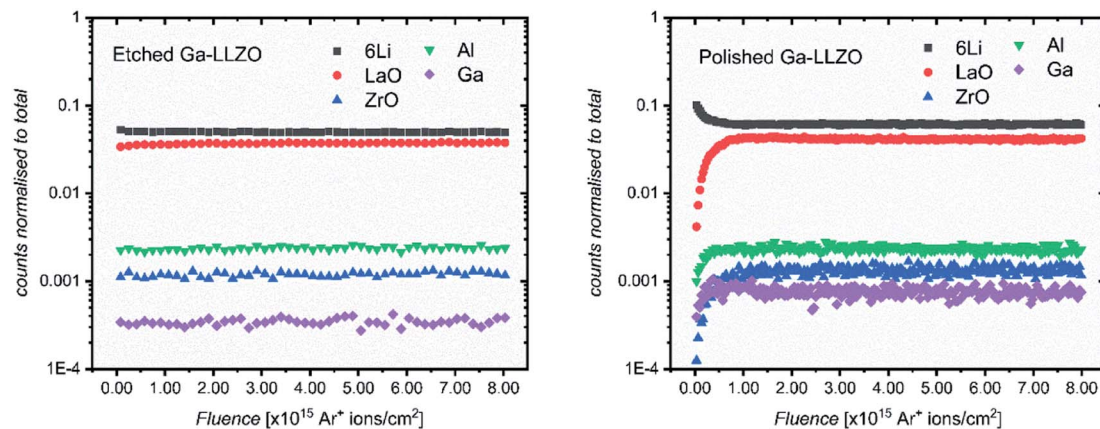 Etched Ga-LLZO
6Li
LaO
ZrO
Al
Ga
counts normalised to total
1
0.1
0.01
0.001
1E-4
0.00 1.00 2.00 3.00 4.00 5.00 6.00 7.00 8.00
Fluence [x10¹⁵ Ar⁺ ions/cm²]
Polished Ga-LLZO
6Li
LaO
ZrO
Al
Ga
counts normalised to total
1
0.1
0.01
0.001
1E-4
0.00 1.00 2.00 3.00 4.00 5.00 6.00 7.00 8.00
Fluence [x10¹⁵ Ar⁺ ions/cm²]